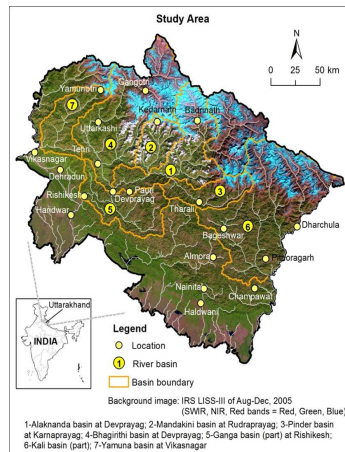 Study Area
N
0 25 50 km
Gangotri
Yamunotri
Kedarnath
Badrinath
7
Uttarkashi
4
2
Tehri
Vikasnagar
1
Dehradun
Pauri
3
Rishikesh
Devprayag
Tharali
5
6
Haridwar
Dharchula
Bageshwar
Almora
Pithoragarh
Nainital
Champawat
Haldwani
Uttarakhand
INDIA
Legend
Location
1 River basin
Basin boundary
Background image: IRS LISS-III of Aug-Dec, 2005
(SWIR, NIR, Red bands = Red, Green, Blue)
1-Alaknanda basin at Devprayag; 2-Mandakini basin at Rudraprayag; 3-Pinder basin
at Karnaprayag; 4-Bhagirthi basin at Devprayag; 5-Ganga basin (part) at Rishikesh;
6-Kali basin (part); 7-Yamuna basin at Vikasnagar